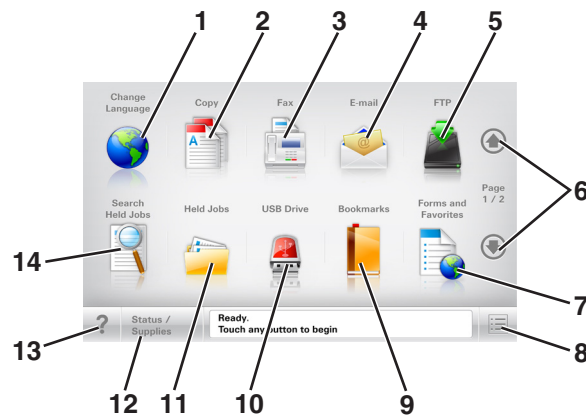 1 2 3 4 5
Change
Language
Copy
Fax
E-mail
FTP
A
@
6
Page
1 / 2
Search
Held Jobs
Held Jobs
USB Drive
Bookmarks
Forms and
Favorites
14
7
?
Status /
Supplies
Ready.
Touch any button to begin
13
12
11
10
9
8